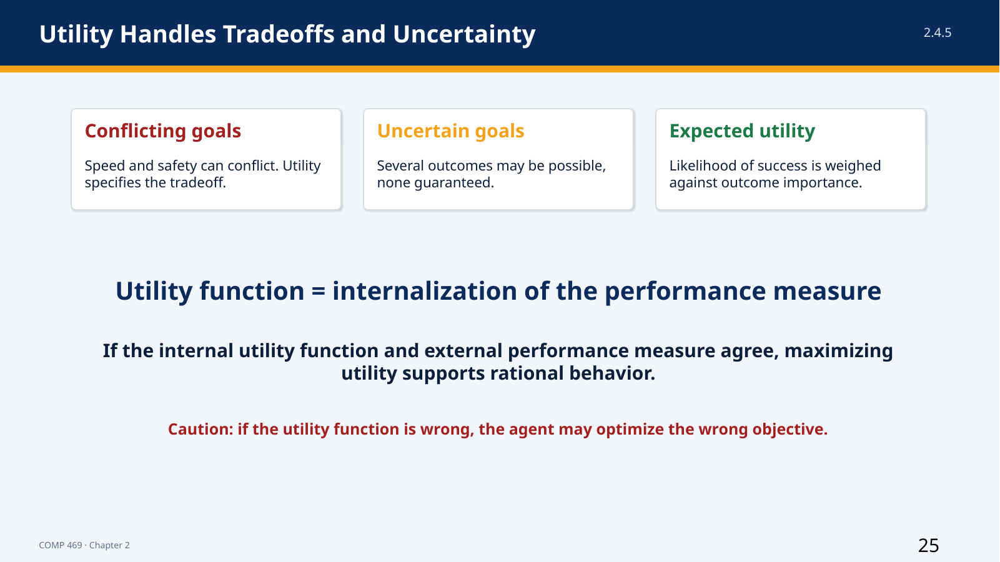 Utility Handles Tradeoffs and Uncertainty
2.4.5
Conflicting goals
Speed and safety can conflict. Utility
specifies the tradeoff.
Uncertain goals
Several outcomes may be possible,
none guaranteed.
Expected utility
Likelihood of success is weighed
against outcome importance.
Utility function = internalization of the performance measure
If the internal utility function and external performance measure agree, maximizing
utility supports rational behavior.
Caution: if the utility function is wrong, the agent may optimize the wrong objective.
COMP 469 · Chapter 2
25